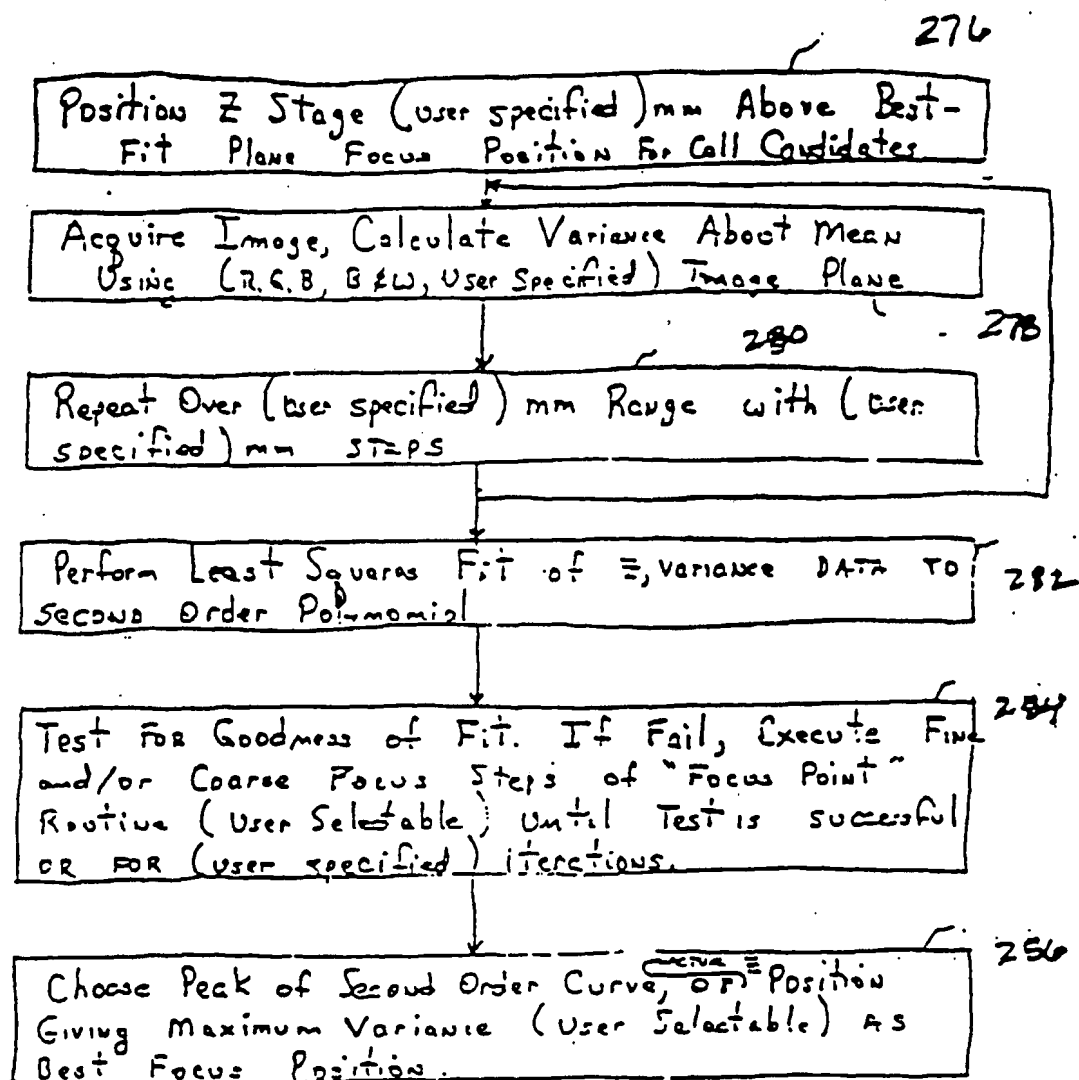 276
Position Z Stage (user specified) mm Above Best-
Fit Plane Focus Position For Cell Candidates
Acquire Image, Calculate Variance About Mean
Using (R.G.B, B&W, User Specified) Image Plane
278
280
Repeat Over (user specified) mm Range with (user
specified) mm STEPS
Perform Least Squares Fit of Z, variance DATA TO
Second Order Polynomial
282
284
Test For Goodness of Fit. If Fail, Execute Fine
and/or Coarse Focus Steps of "Focus Point"
Routine (User Selectable) until Test is successful
OR FOR (user specified) iterations.
256
Choose Peak of Second Order Curve, OR Z Position
Giving Maximum Variance (User Selectable) AS
Best Focus Position.